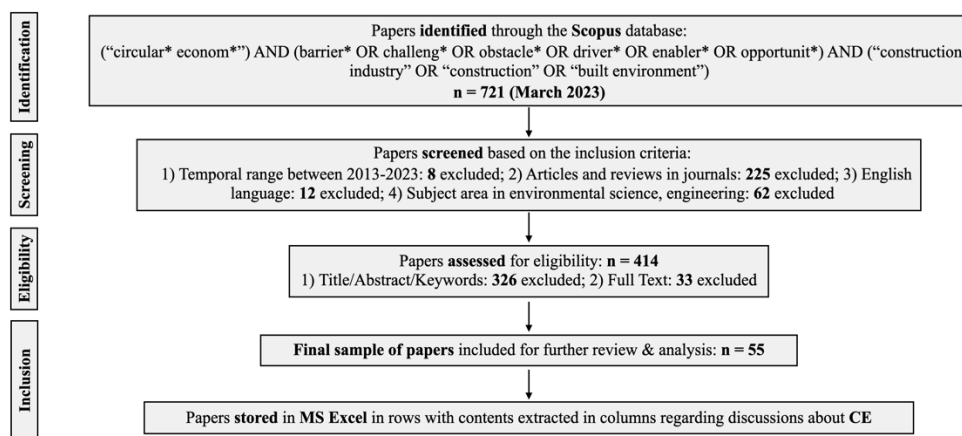 Identification
Papers identified through the Scopus database:
(“circular* econom*”) AND (barrier* OR challeng* OR obstacle* OR driver* OR enabler* OR opportunit*) AND (“construction
industry” OR “construction” OR “built environment”)
n = 721 (March 2023)
Screening
Papers screened based on the inclusion criteria:
1) Temporal range between 2013-2023: 8 excluded; 2) Articles and reviews in journals: 225 excluded; 3) English
language: 12 excluded; 4) Subject area in environmental science, engineering: 62 excluded
Eligibility
Papers assessed for eligibility: n = 414
1) Title/Abstract/Keywords: 326 excluded; 2) Full Text: 33 excluded
Inclusion
Final sample of papers included for further review & analysis: n = 55
Papers stored in MS Excel in rows with contents extracted in columns regarding discussions about CE